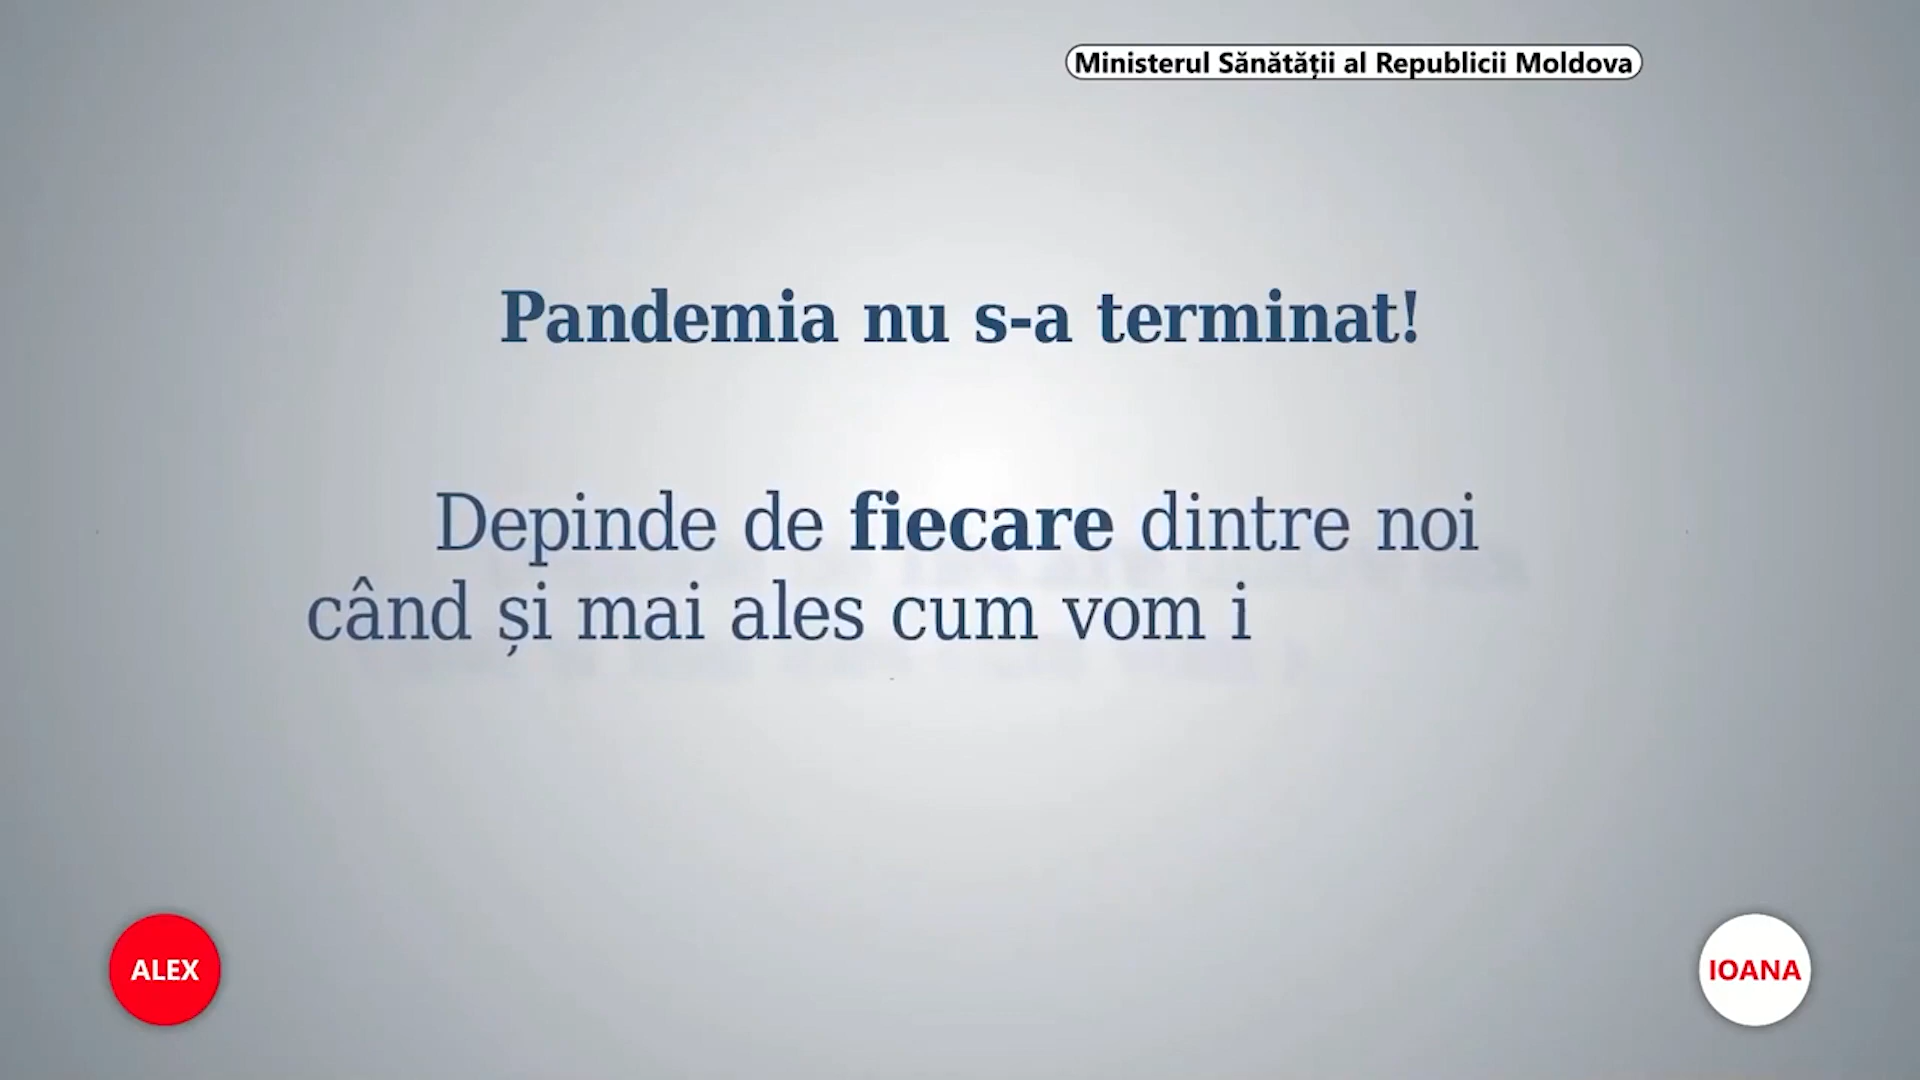 Ministerul Sănătății al Republicii Moldova
Pandemia nu s-a terminat!
Depinde de fiecare dintre noi
când și mai ales cum vom i
ALEX
IOANA